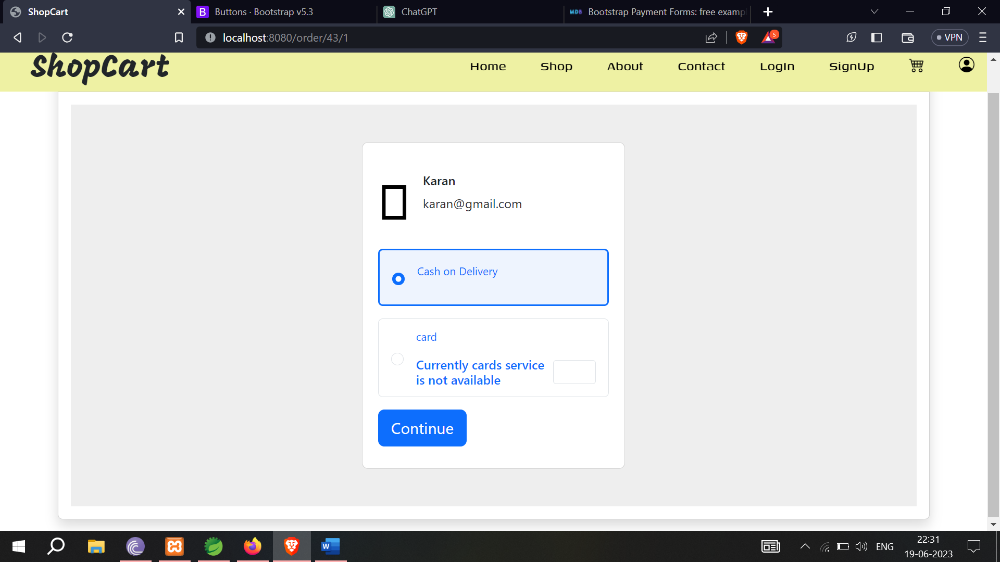 ShopCart
Buttons · Bootstrap v5.3
ChatGPT
MDB Bootstrap Payment Forms: free examp
localhost:8080/order/43/1
5
VPN
ShopCart
Home Shop About Contact LogIn SignUp
Karan
karan@gmail.com
Cash on Delivery
card
Currently cards service
is not available
Continue
ENG
22:31
19-06-2023